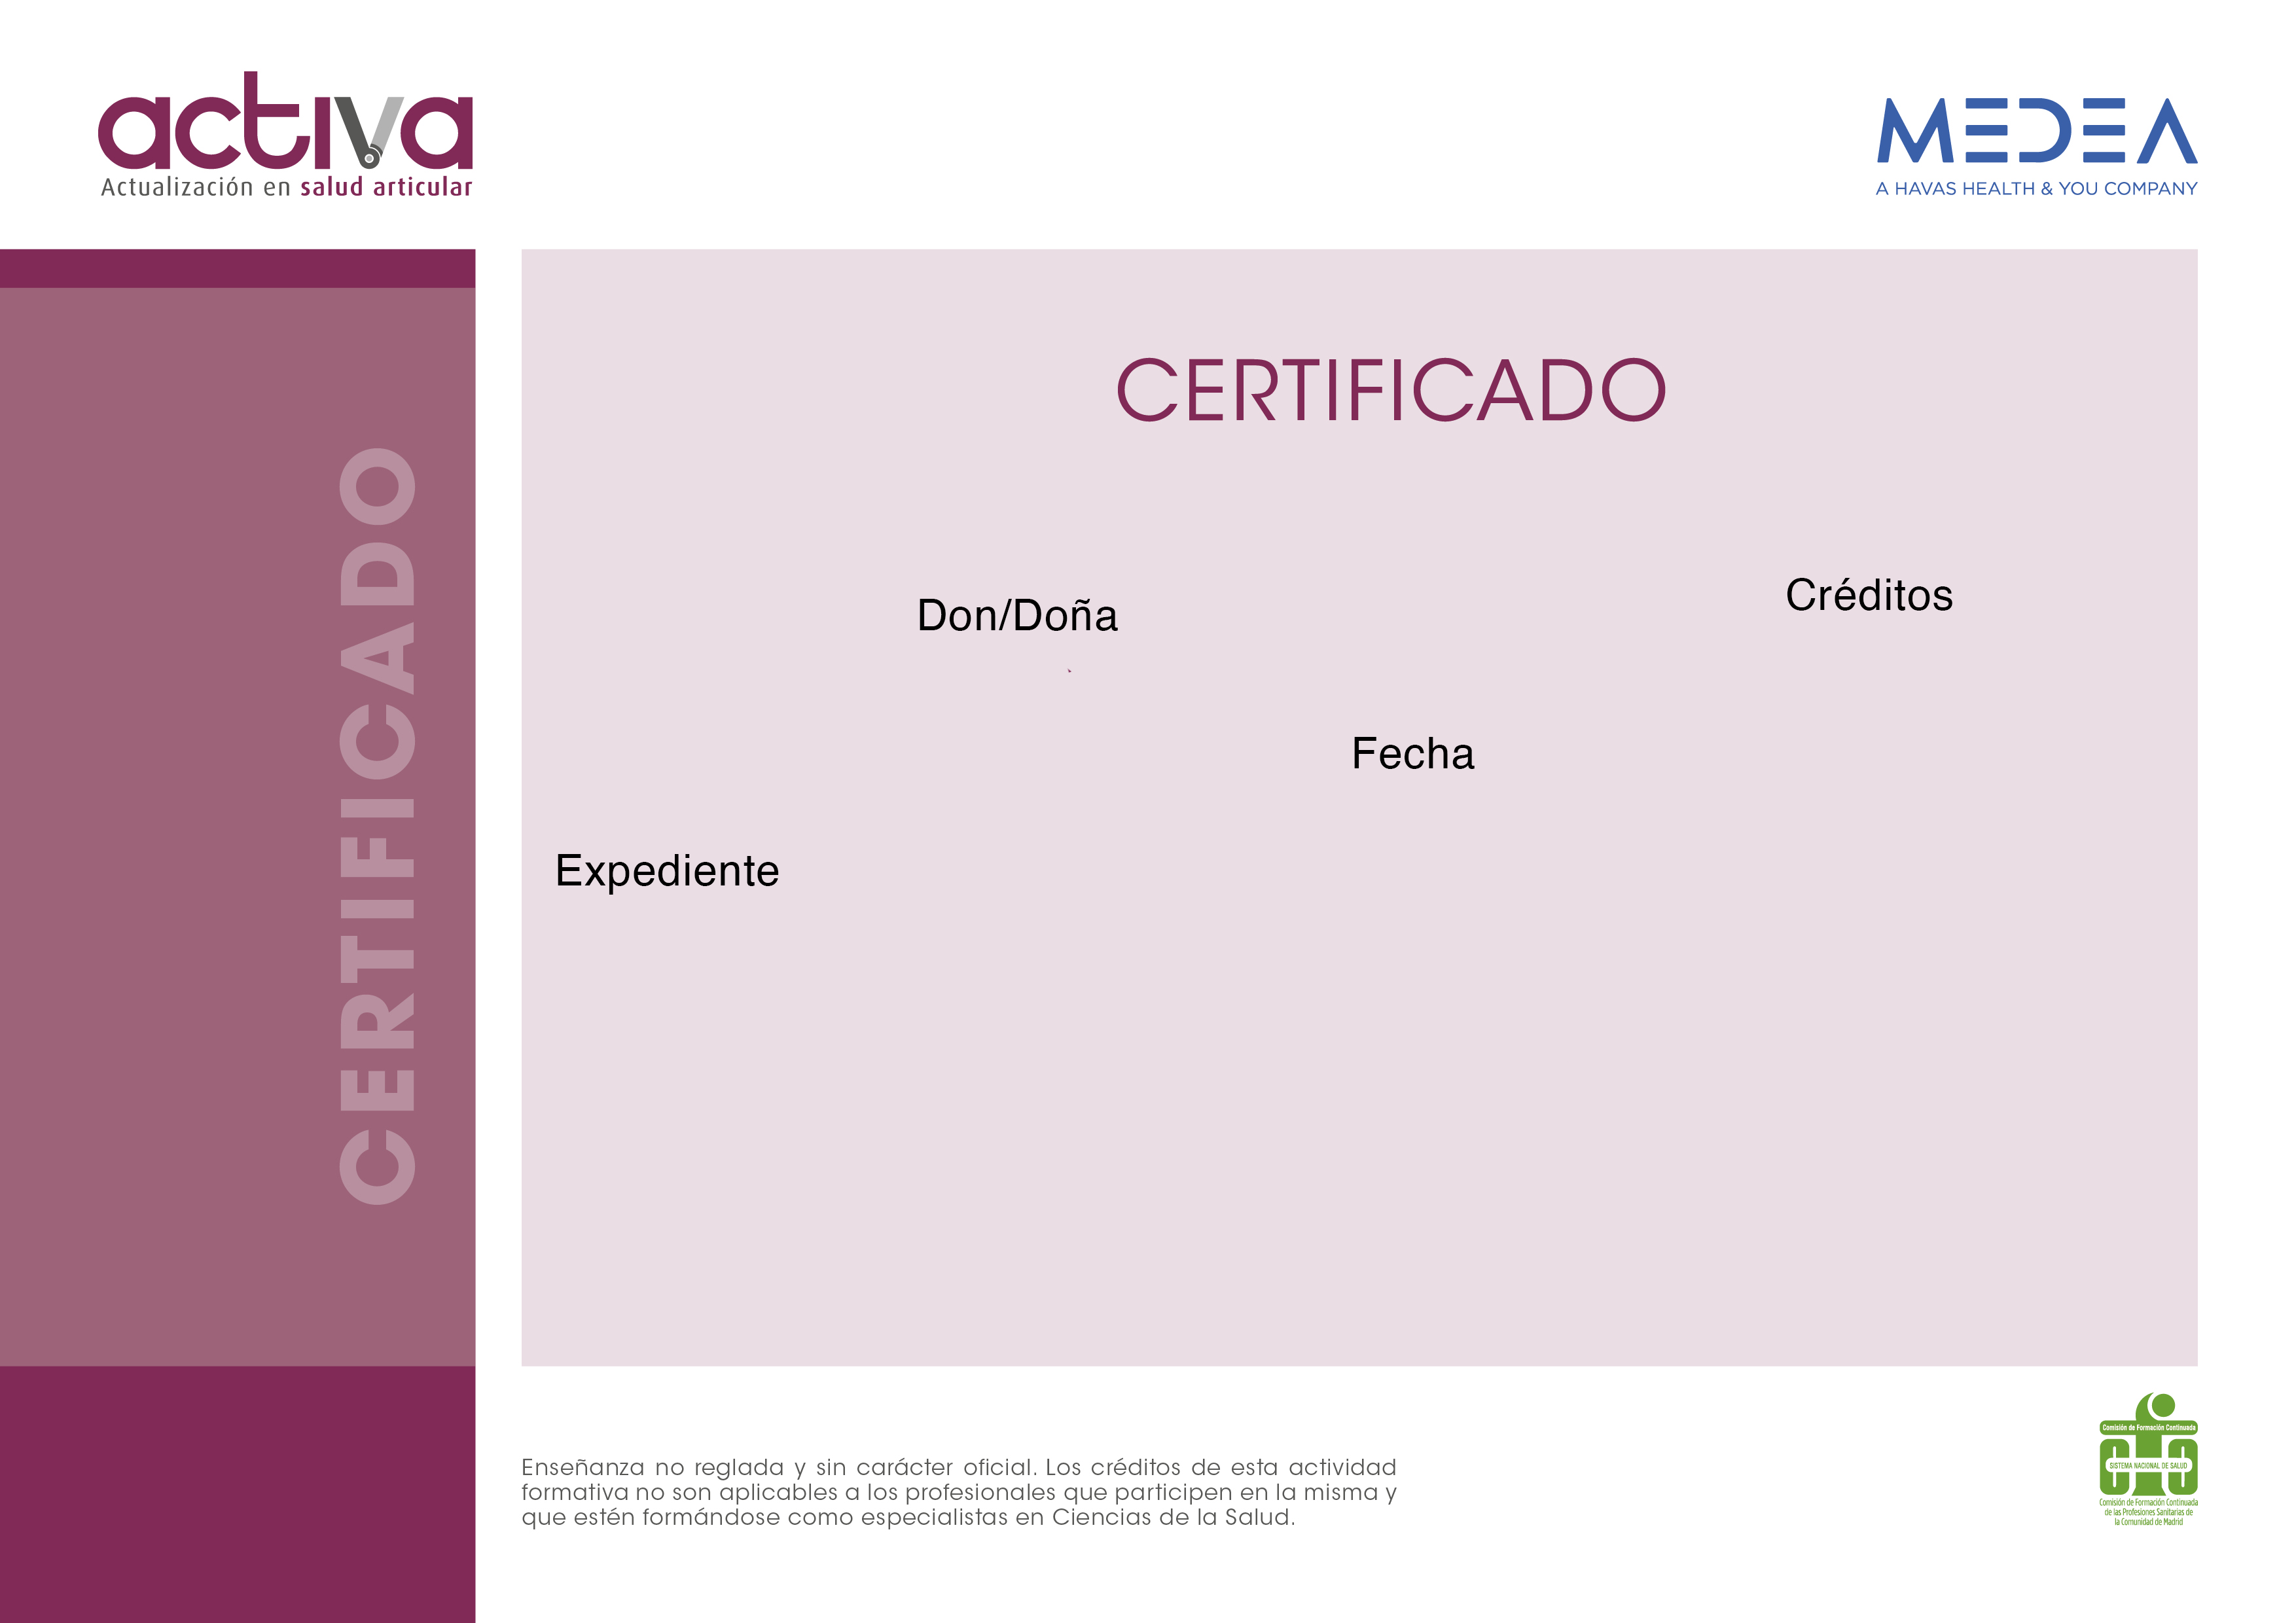 activa
Actualización en salud articular
MEDEA
A HAVAS HEALTH & YOU COMPANY
CERTIFICADO
CERTIFICADO
Don/Doña
Créditos
Fecha
Expediente
Enseñanza no reglada y sin carácter oficial. Los créditos de esta actividad
formativa no son aplicables a los profesionales que participen en la misma y
que estén formándose como especialistas en Ciencias de la Salud.
Comisión de Formación Continuada
SISTEMA NACIONAL DE SALUD
Comisión de Formación Continuada
de las Profesiones Sanitarias de
la Comunidad de Madrid